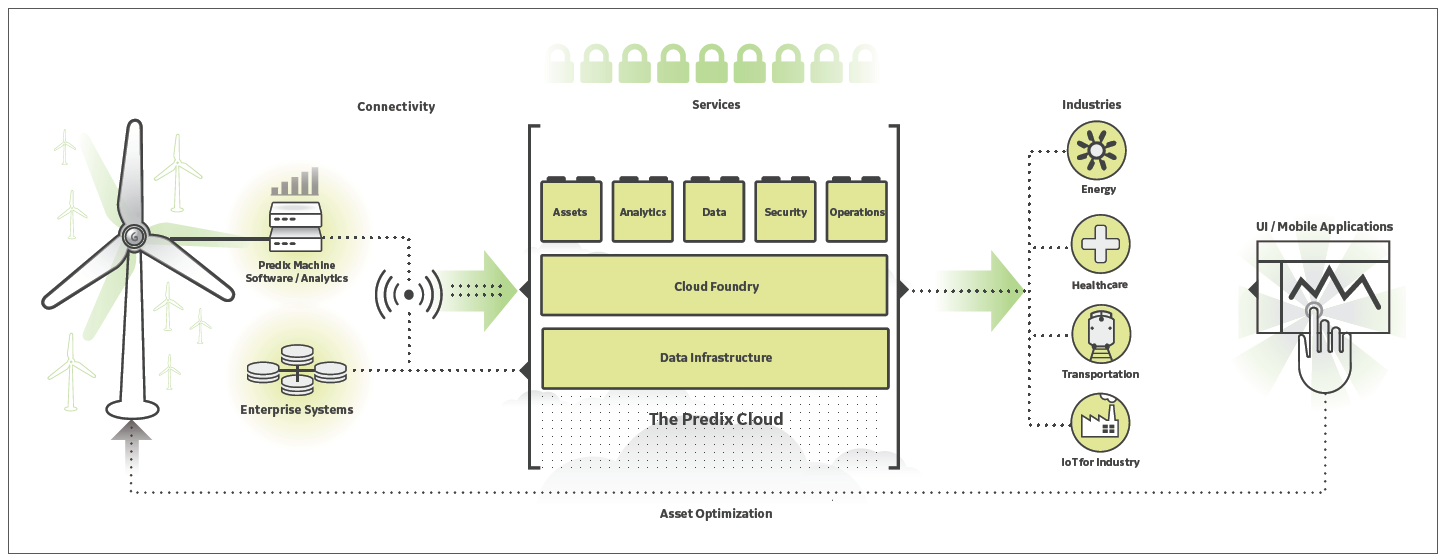 Connectivity
Services
Industries
Predix Machine
Software / Analytics
Enterprise Systems
Assets
Analytics
Data
Security
Operations
Cloud Foundry
Data Infrastructure
The Predix Cloud
Energy
Healthcare
Transportation
IoT for Industry
UI / Mobile Applications
Asset Optimization